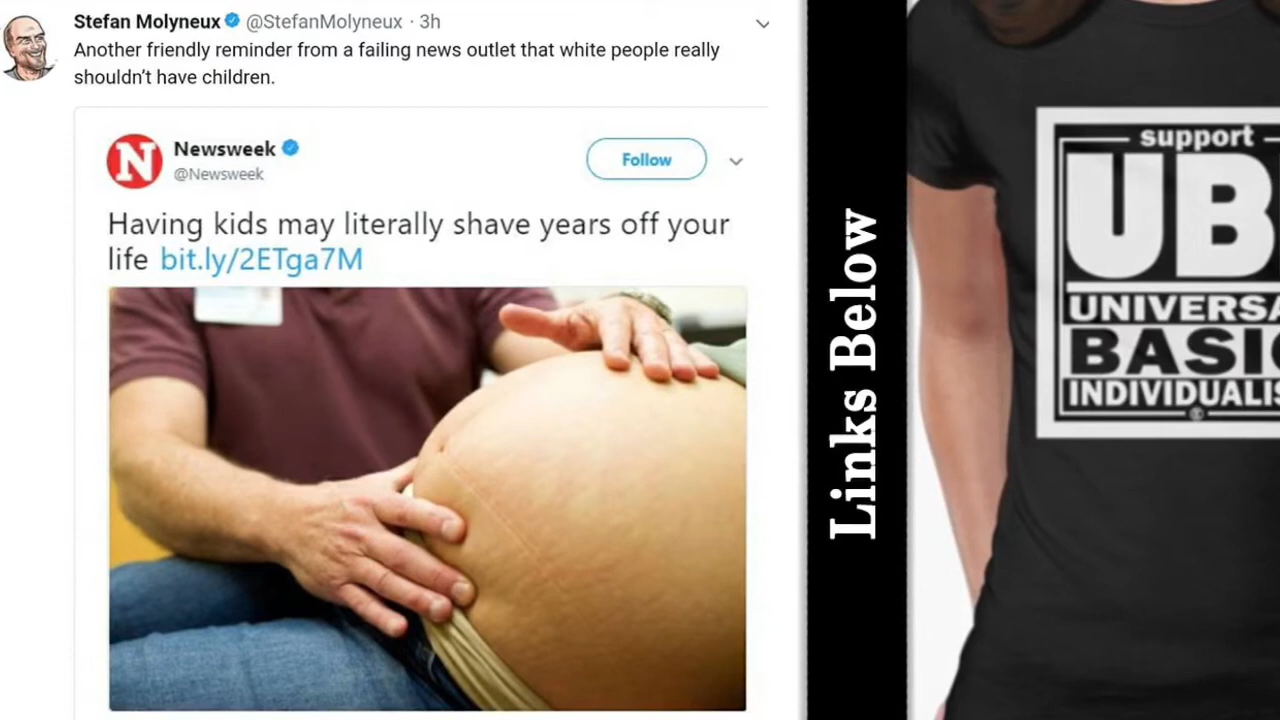 Stefan Molyneux @StefanMolyneux · 3h
Another friendly reminder from a failing news outlet that white people really
shouldn't have children.
N
Newsweek
@Newsweek
Follow
Having kids may literally shave years off your
life bit.ly/2ETga7M
Links Below
support
UB
UNIVERSA
BASIC
INDIVIDUALIS